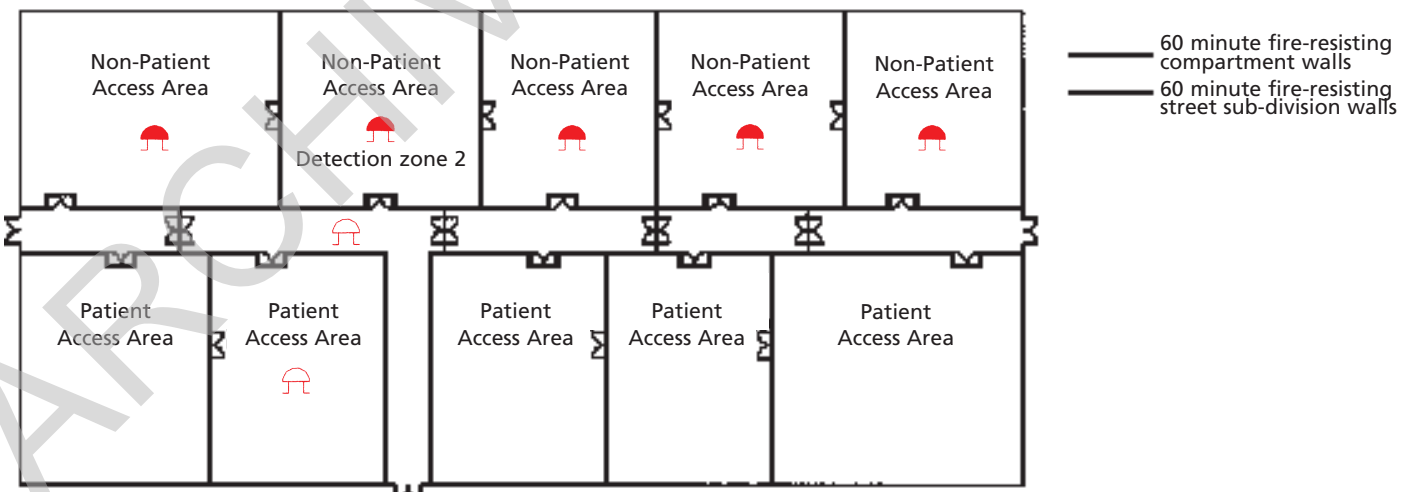 Non-Patient
Access Area
Non-Patient
Access Area
Non-Patient
Access Area
Non-Patient
Access Area
Non-Patient
Access Area
Detection zone 2
Patient
Access Area
Patient
Access Area
Patient
Access Area
Patient
Access Area
Patient
Access Area
60 minute fire-resisting
compartment walls
60 minute fire-resisting
street sub-division walls
ARCHIV